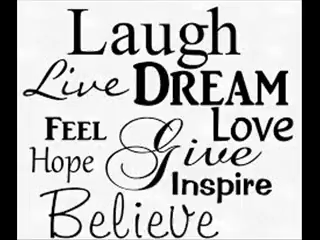 Laugh
Live DREAM
FEEL Love
Hope Give
Inspire
Believe